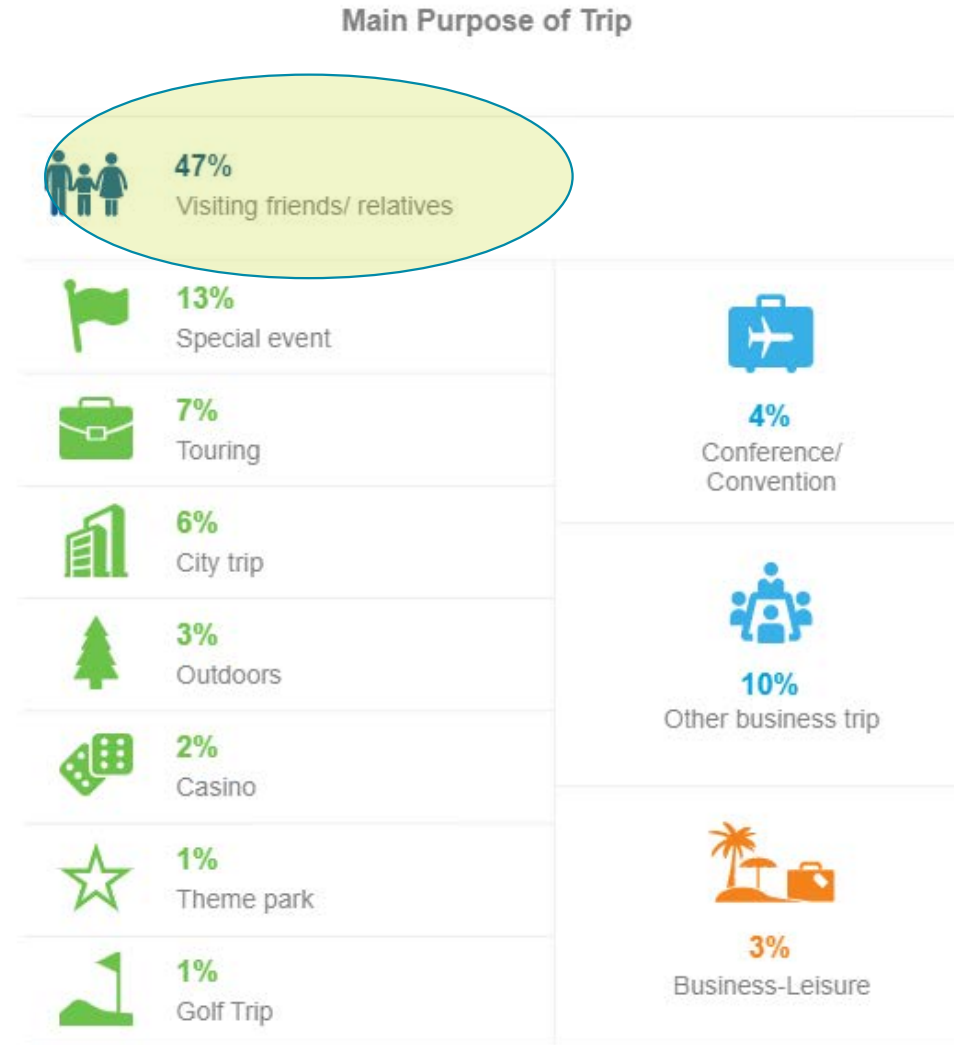 Main Purpose of Trip
47%
Visiting friends/ relatives
13%
Special event
7%
Touring
6%
City trip
3%
Outdoors
2%
Casino
1%
Theme park
1%
Golf Trip
4%
Conference/
Convention
10%
Other business trip
3%
Business-Leisure